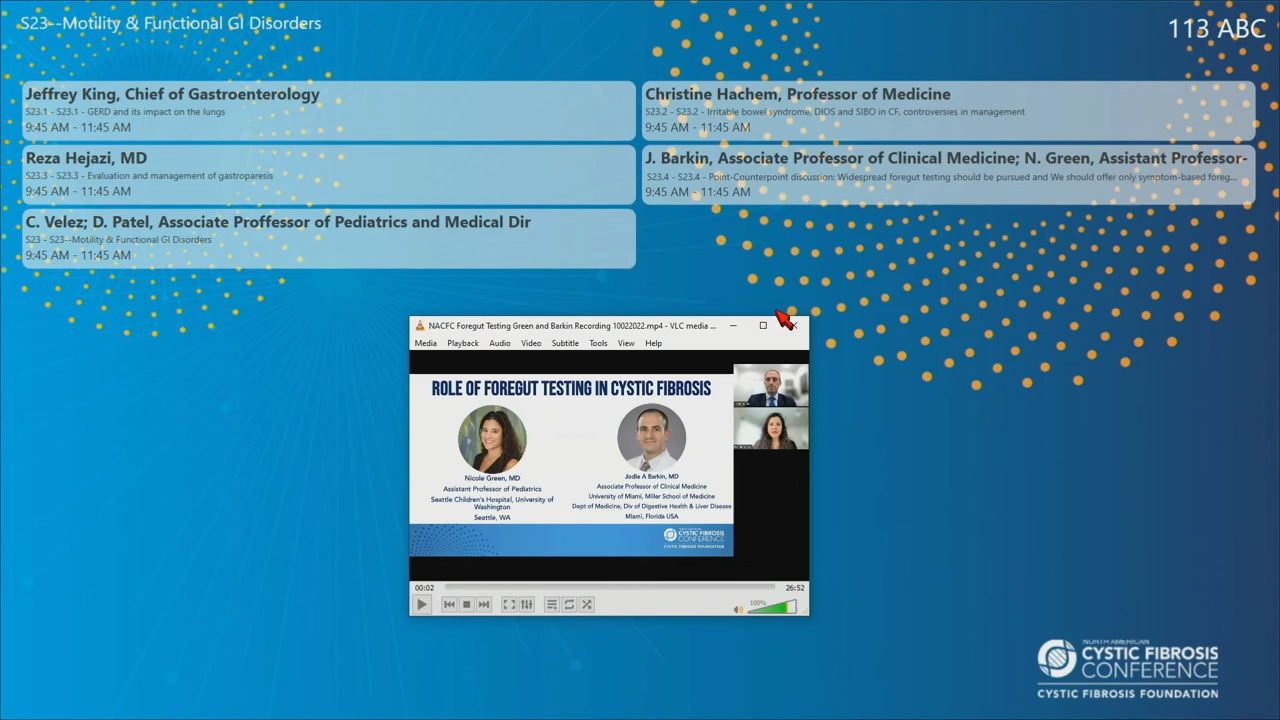 S23--Motility & Functional GI Disorders
113 ABC
Jeffrey King, Chief of Gastroenterology
S23.1 - S23.1 - GERD and its impact on the lungs
9:45 AM - 11:45 AM
Christine Hachem, Professor of Medicine
S23.2 - S23.2 - Irritable bowel syndrome, DIOS and SIBO in CF, controversies in management
9:45 AM - 11:45 AM
Reza Hejazi, MD
S23.3 - S23.3 - Evaluation and management of gastroparesis
9:45 AM - 11:45 AM
J. Barkin, Associate Professor of Clinical Medicine; N. Green, Assistant Professor-
S23.4 - S23.4 - Point-Counterpoint discussion: Widespread foregut testing should be pursued and We should offer only symptom-based foreg...
9:45 AM - 11:45 AM
C. Velez; D. Patel, Associate Proffessor of Pediatrics and Medical Dir
S23 - S23--Motility & Functional GI Disorders
9:45 AM - 11:45 AM
NACFC Foregut Testing Green and Barkin Recording 10022022.mp4 - VLC media ...
Media Playback Audio Video Subtitle Tools View Help
ROLE OF FOREGUT TESTING IN CYSTIC FIBROSIS
Nicole Green, MD
Assistant Professor of Pediatrics
Seattle Children's Hospital, University of
Washington
Seattle, WA
Jodie A Barkin, MD
Associate Professor of Clinical Medicine
University of Miami, Miller School of Medicine
Dept of Medicine, Div of Digestive Health & Liver Disease
Miami, Florida USA
NORTH AMERICAN
CYSTIC FIBROSIS
CONFERENCE
CYSTIC FIBROSIS FOUNDATION
00:02
26:52
100%
NORTH AMERICAN
CYSTIC FIBROSIS
CONFERENCE
CYSTIC FIBROSIS FOUNDATION